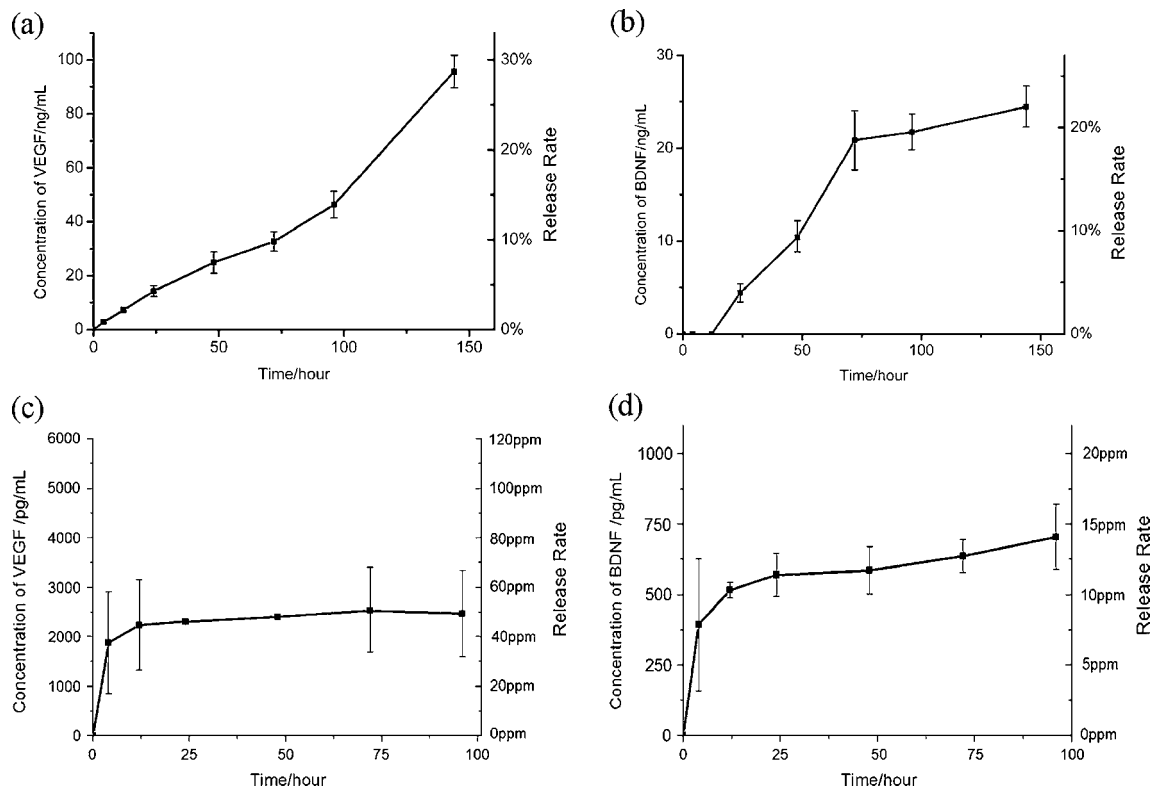 (a)
100
80
60
40
20
0
Concentration of VEGF/ng/mL
30%
20%
10%
0%
Release Rate
0 50 100 150
Time/hour
(b)
30
20
10
0
Concentration of BDNF/ng/mL
20%
10%
0%
Release Rate
0 50 100 150
Time/hour
(c)
6000
5000
4000
3000
2000
1000
0
Concentration of VEGF /pg/mL
120ppm
100ppm
80ppm
60ppm
40ppm
20ppm
0ppm
Release Rate
0 25 50 75 100
Time/hour
(d)
1000
750
500
250
0
Concentration of BDNF /pg/mL
20ppm
15ppm
10ppm
5ppm
0ppm
Release Rate
0 25 50 75 100
Time/hour